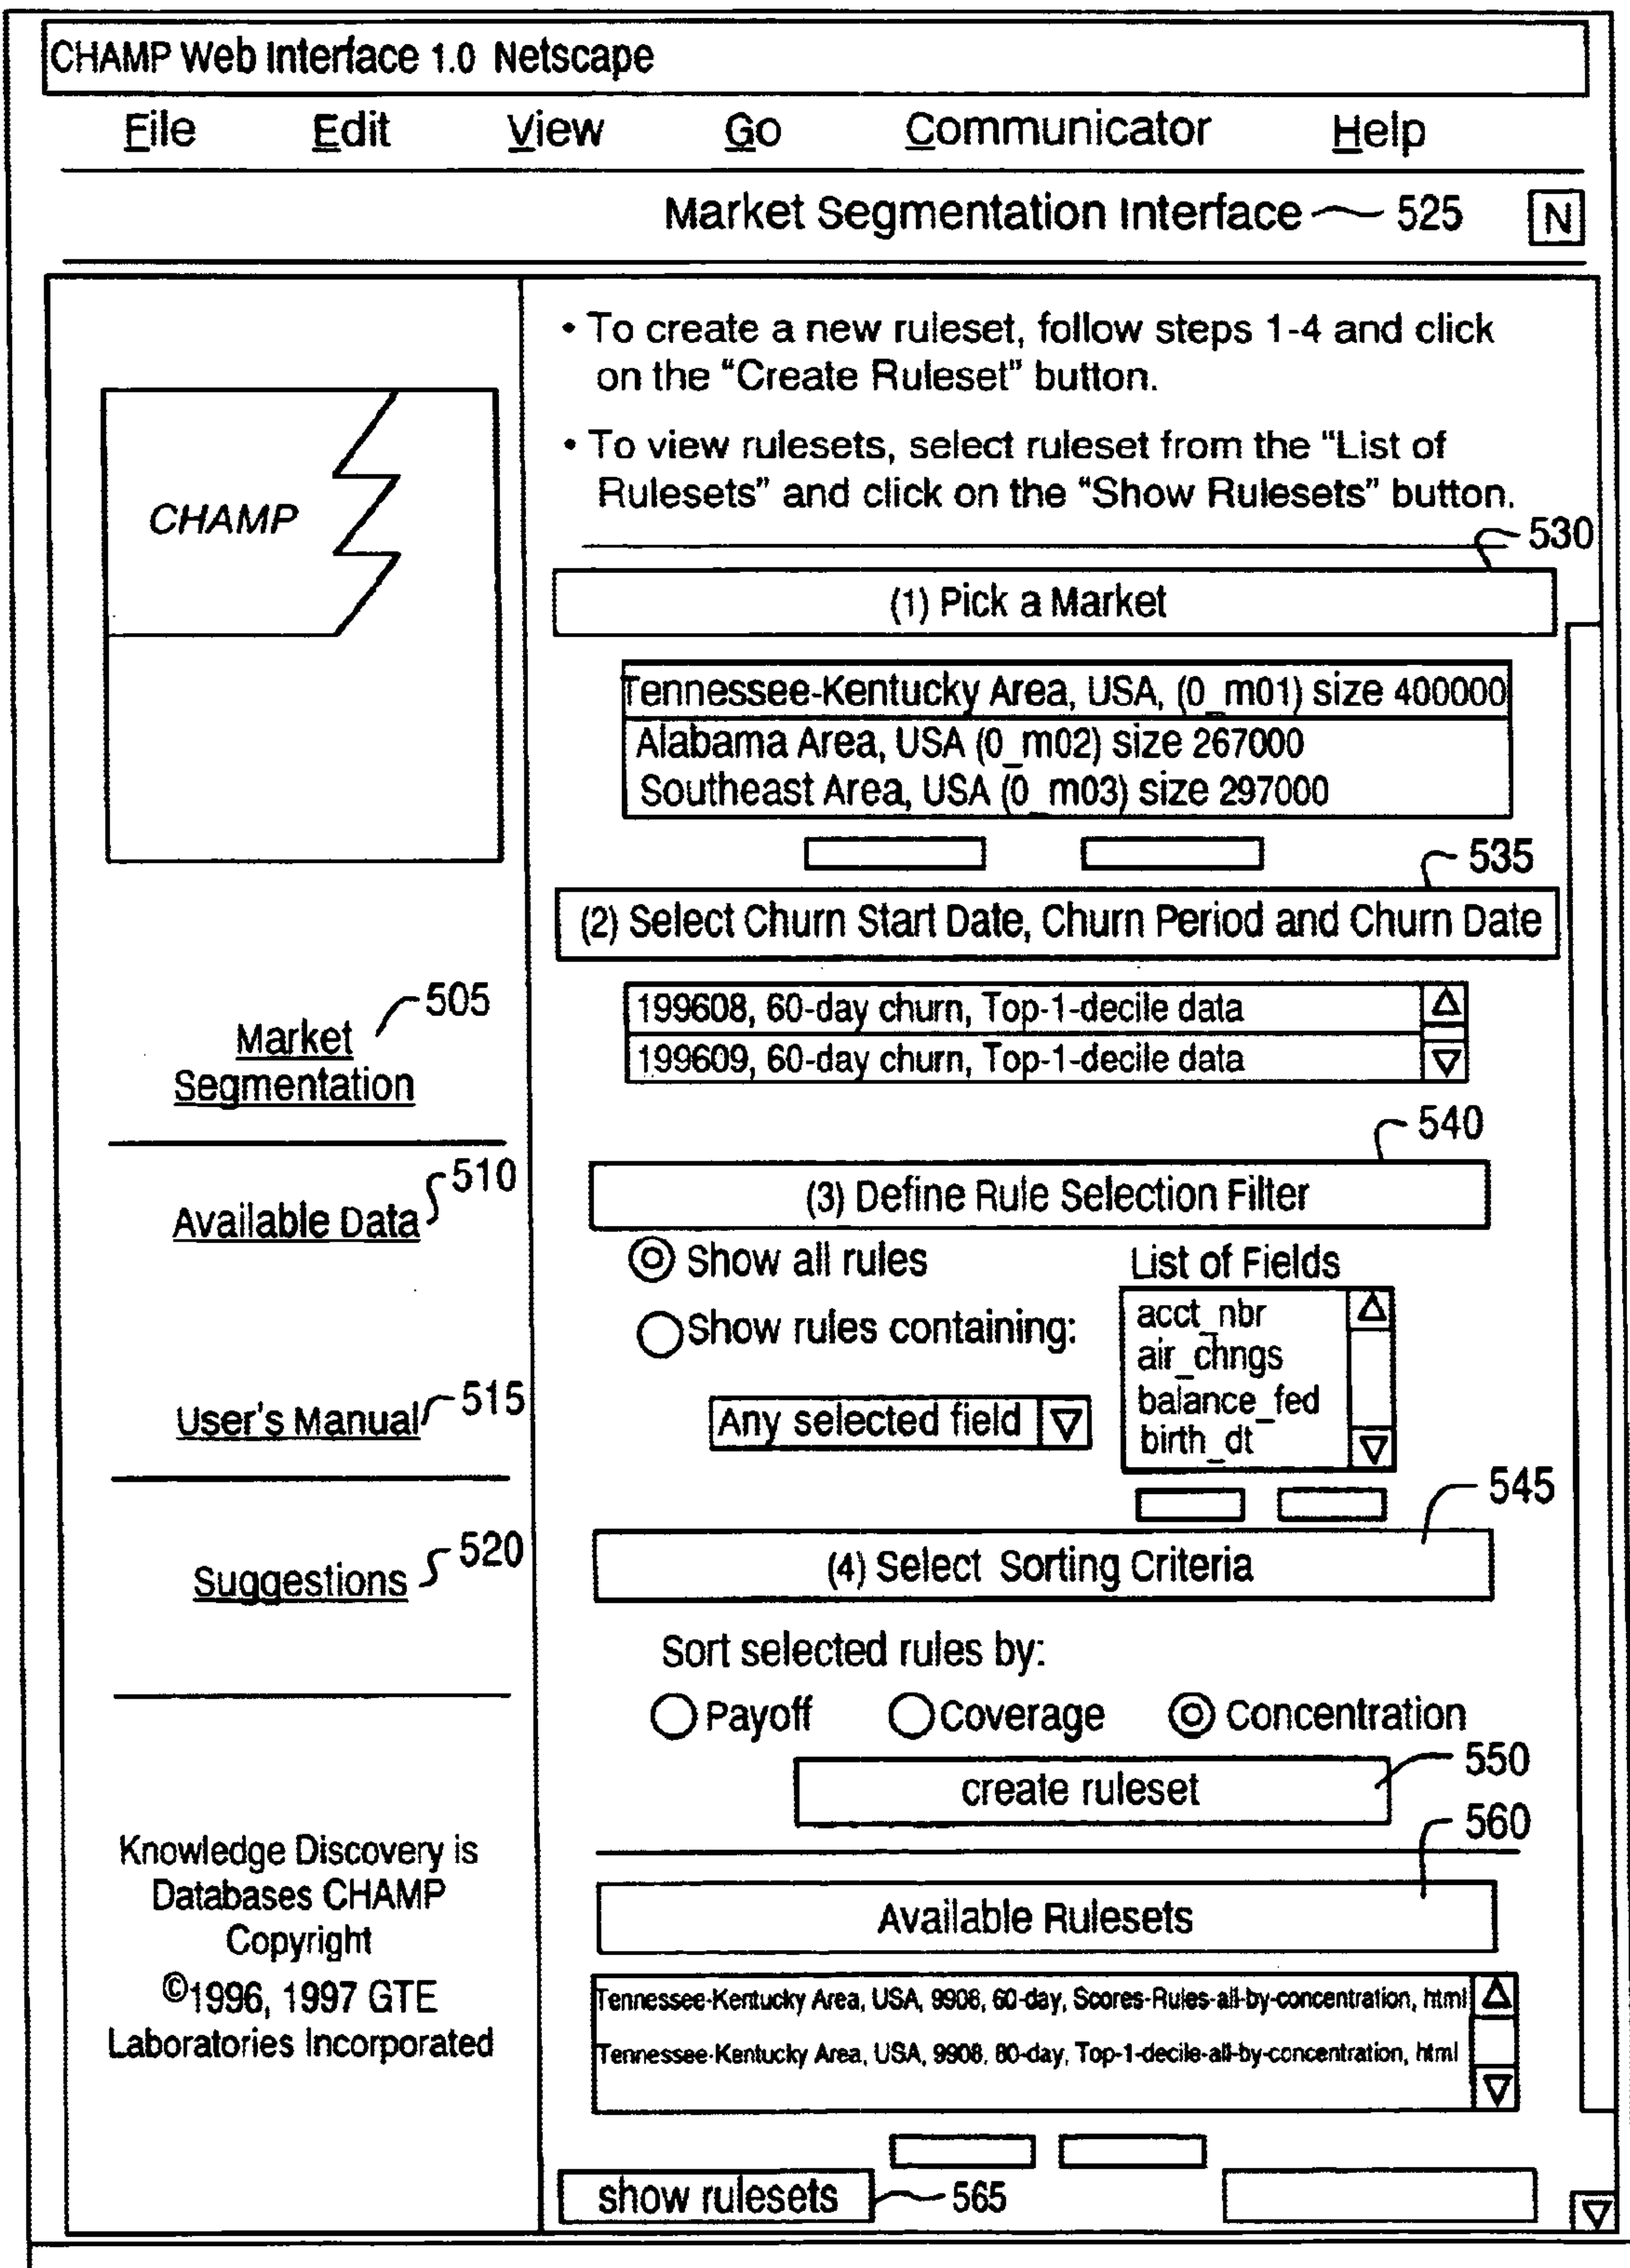 CHAMP Web Interface 1.0 Netscape
File Edit View Go Communicator Help
Market Segmentation Interface 525 N
• To create a new ruleset, follow steps 1-4 and click
on the “Create Ruleset” button.
• To view rulesets, select ruleset from the “List of
Rulesets” and click on the “Show Rulesets” button.
CHAMP
530
(1) Pick a Market
Tennessee-Kentucky Area, USA, (0_m01) size 400000
Alabama Area, USA (0_m02) size 267000
Southeast Area, USA (0_m03) size 297000
535
(2) Select Churn Start Date, Churn Period and Churn Date
199608, 60-day churn, Top-1-decile data
199609, 60-day churn, Top-1-decile data
505
Market
Segmentation
510
Available Data
User's Manual 515
Suggestions 520
540
(3) Define Rule Selection Filter
Show all rules
Show rules containing:
Any selected field
List of Fields
acct_nbr
air_chngs
balance_fed
birth_dt
545
(4) Select Sorting Criteria
Sort selected rules by:
Payoff Coverage Concentration
550
create ruleset
560
Available Rulesets
Tennessee-Kentucky Area, USA, 9908, 60-day, Scores-Rules-all-by-concentration, html
Tennessee-Kentucky Area, USA, 9908, 80-day, Top-1-decile-all-by-concentration, html
show rulesets 565
Knowledge Discovery is
Databases CHAMP
Copyright
©1996, 1997 GTE
Laboratories Incorporated